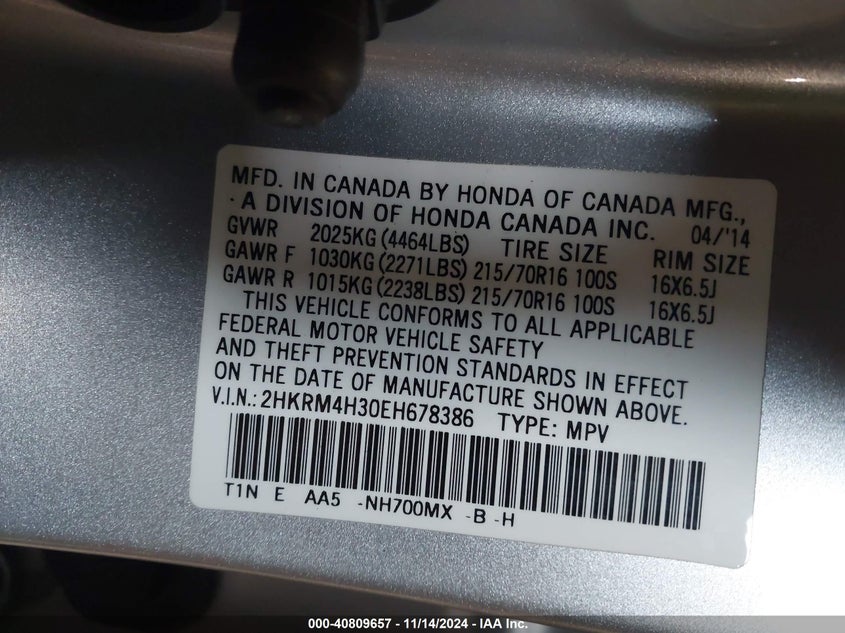 MFD. IN CANADA BY HONDA OF CANADA MFG.,
A DIVISION OF HONDA CANADA INC. 04/'14
GVWR 2025KG (4464LBS) TIRE SIZE RIM SIZE
GAWR F 1030KG (2271LBS) 215/70R16 100S 16X6.5J
GAWR R 1015KG (2238LBS) 215/70R16 100S 16X6.5J
THIS VEHICLE CONFORMS TO ALL APPLICABLE
FEDERAL MOTOR VEHICLE SAFETY
AND THEFT PREVENTION STANDARDS IN EFFECT
ON THE DATE OF MANUFACTURE SHOWN ABOVE.
V.I.N.: 2HKRM4H30EH678386 TYPE: MPV
T1N E AA5 -NH700MX -B -H
000-40809657 - 11/14/2024 - IAA Inc.